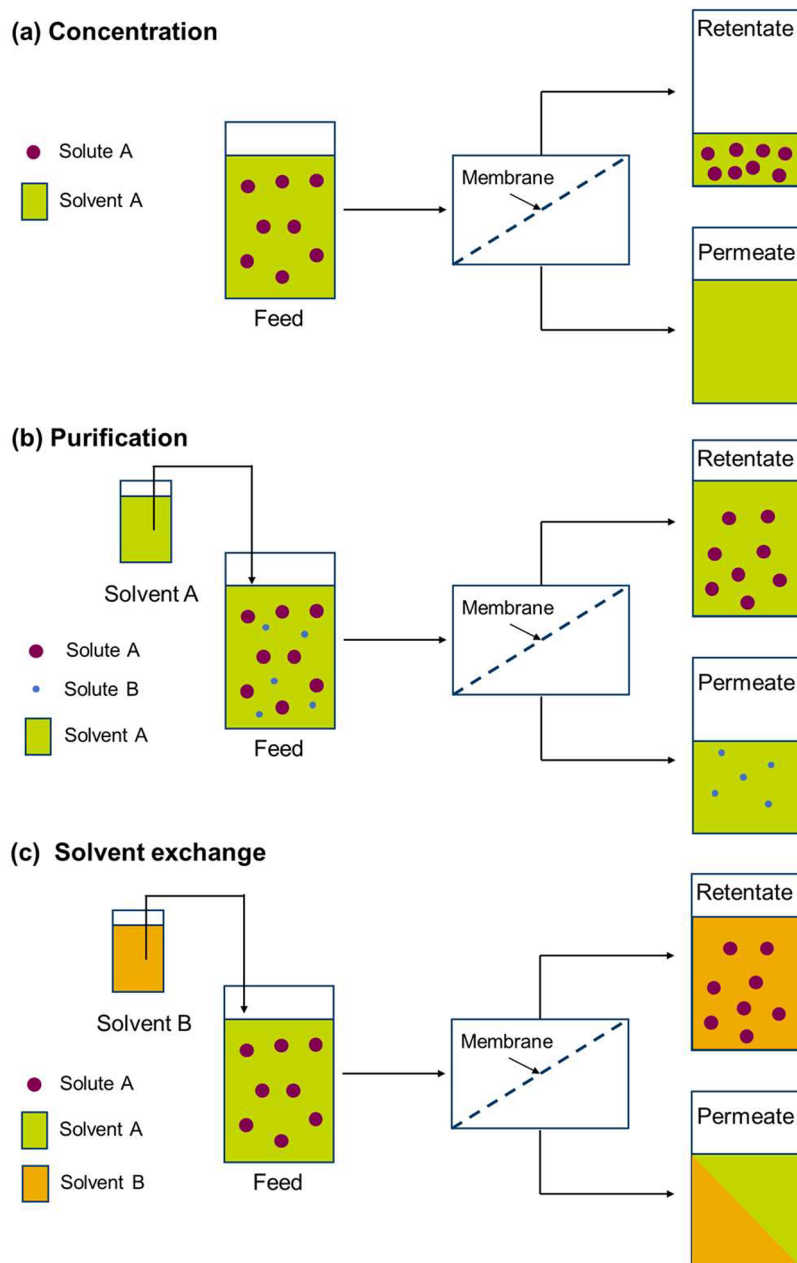 (a) Concentration
Retentate
Solute A
Solvent A
Membrane
Feed
Permeate
(b) Purification
Retentate
Solvent A
Membrane
Solute A
Solute B
Solvent A
Feed
Permeate
(c) Solvent exchange
Retentate
Solvent B
Membrane
Solute A
Solvent A
Solvent B
Feed
Permeate